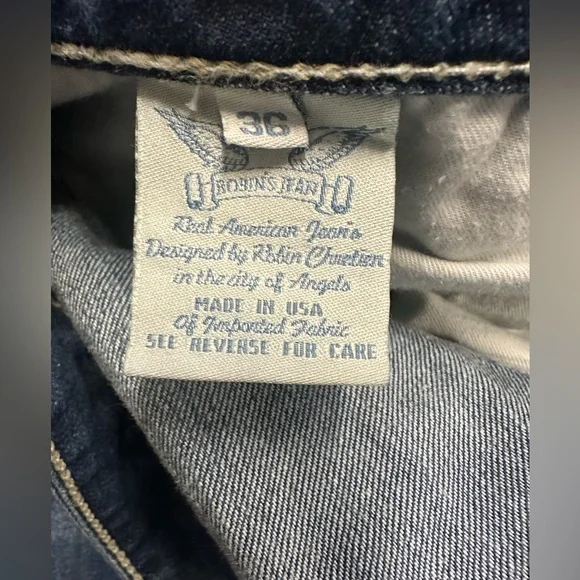 36
ROBIN'S JEAN
Real American Jean's
Designed by Robin Chretien
in the city of Angels
MADE IN USA
Of Imported Fabric
SEE REVERSE FOR CARE